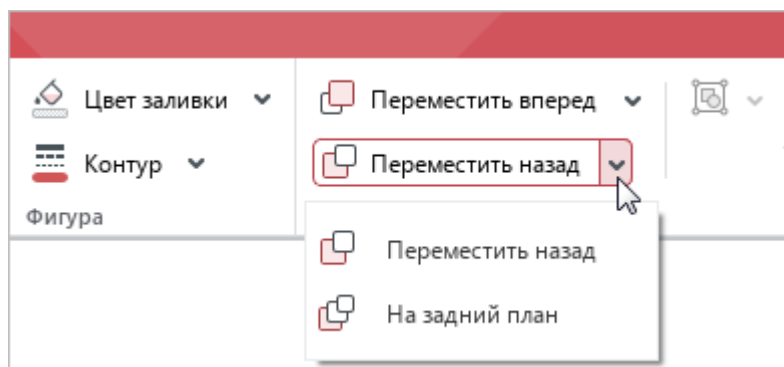 Цвет заливки
Переместить вперед
Контур
Переместить назад
Фигура
Переместить назад
На задний план